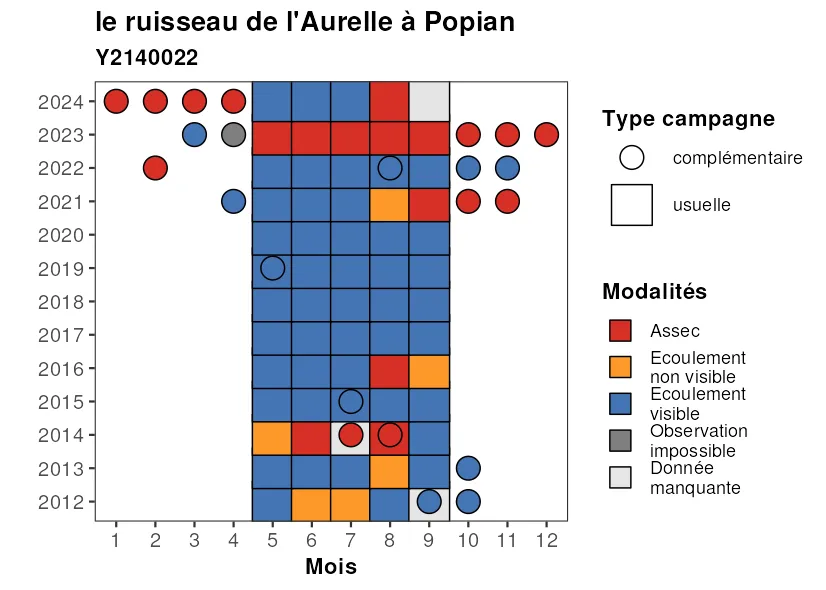 le ruisseau de l'Aurelle à Popian
Y2140022
2024
2023
2022
2021
2020
2019
2018
2017
2016
2015
2014
2013
2012
1 2 3 4 5 6 7 8 9 10 11 12
Mois
Type campagne
complémentaire
usuelle
Modalités
Assec
Ecoulement
non visible
Ecoulement
visible
Observation
impossible
Donnée
manquante